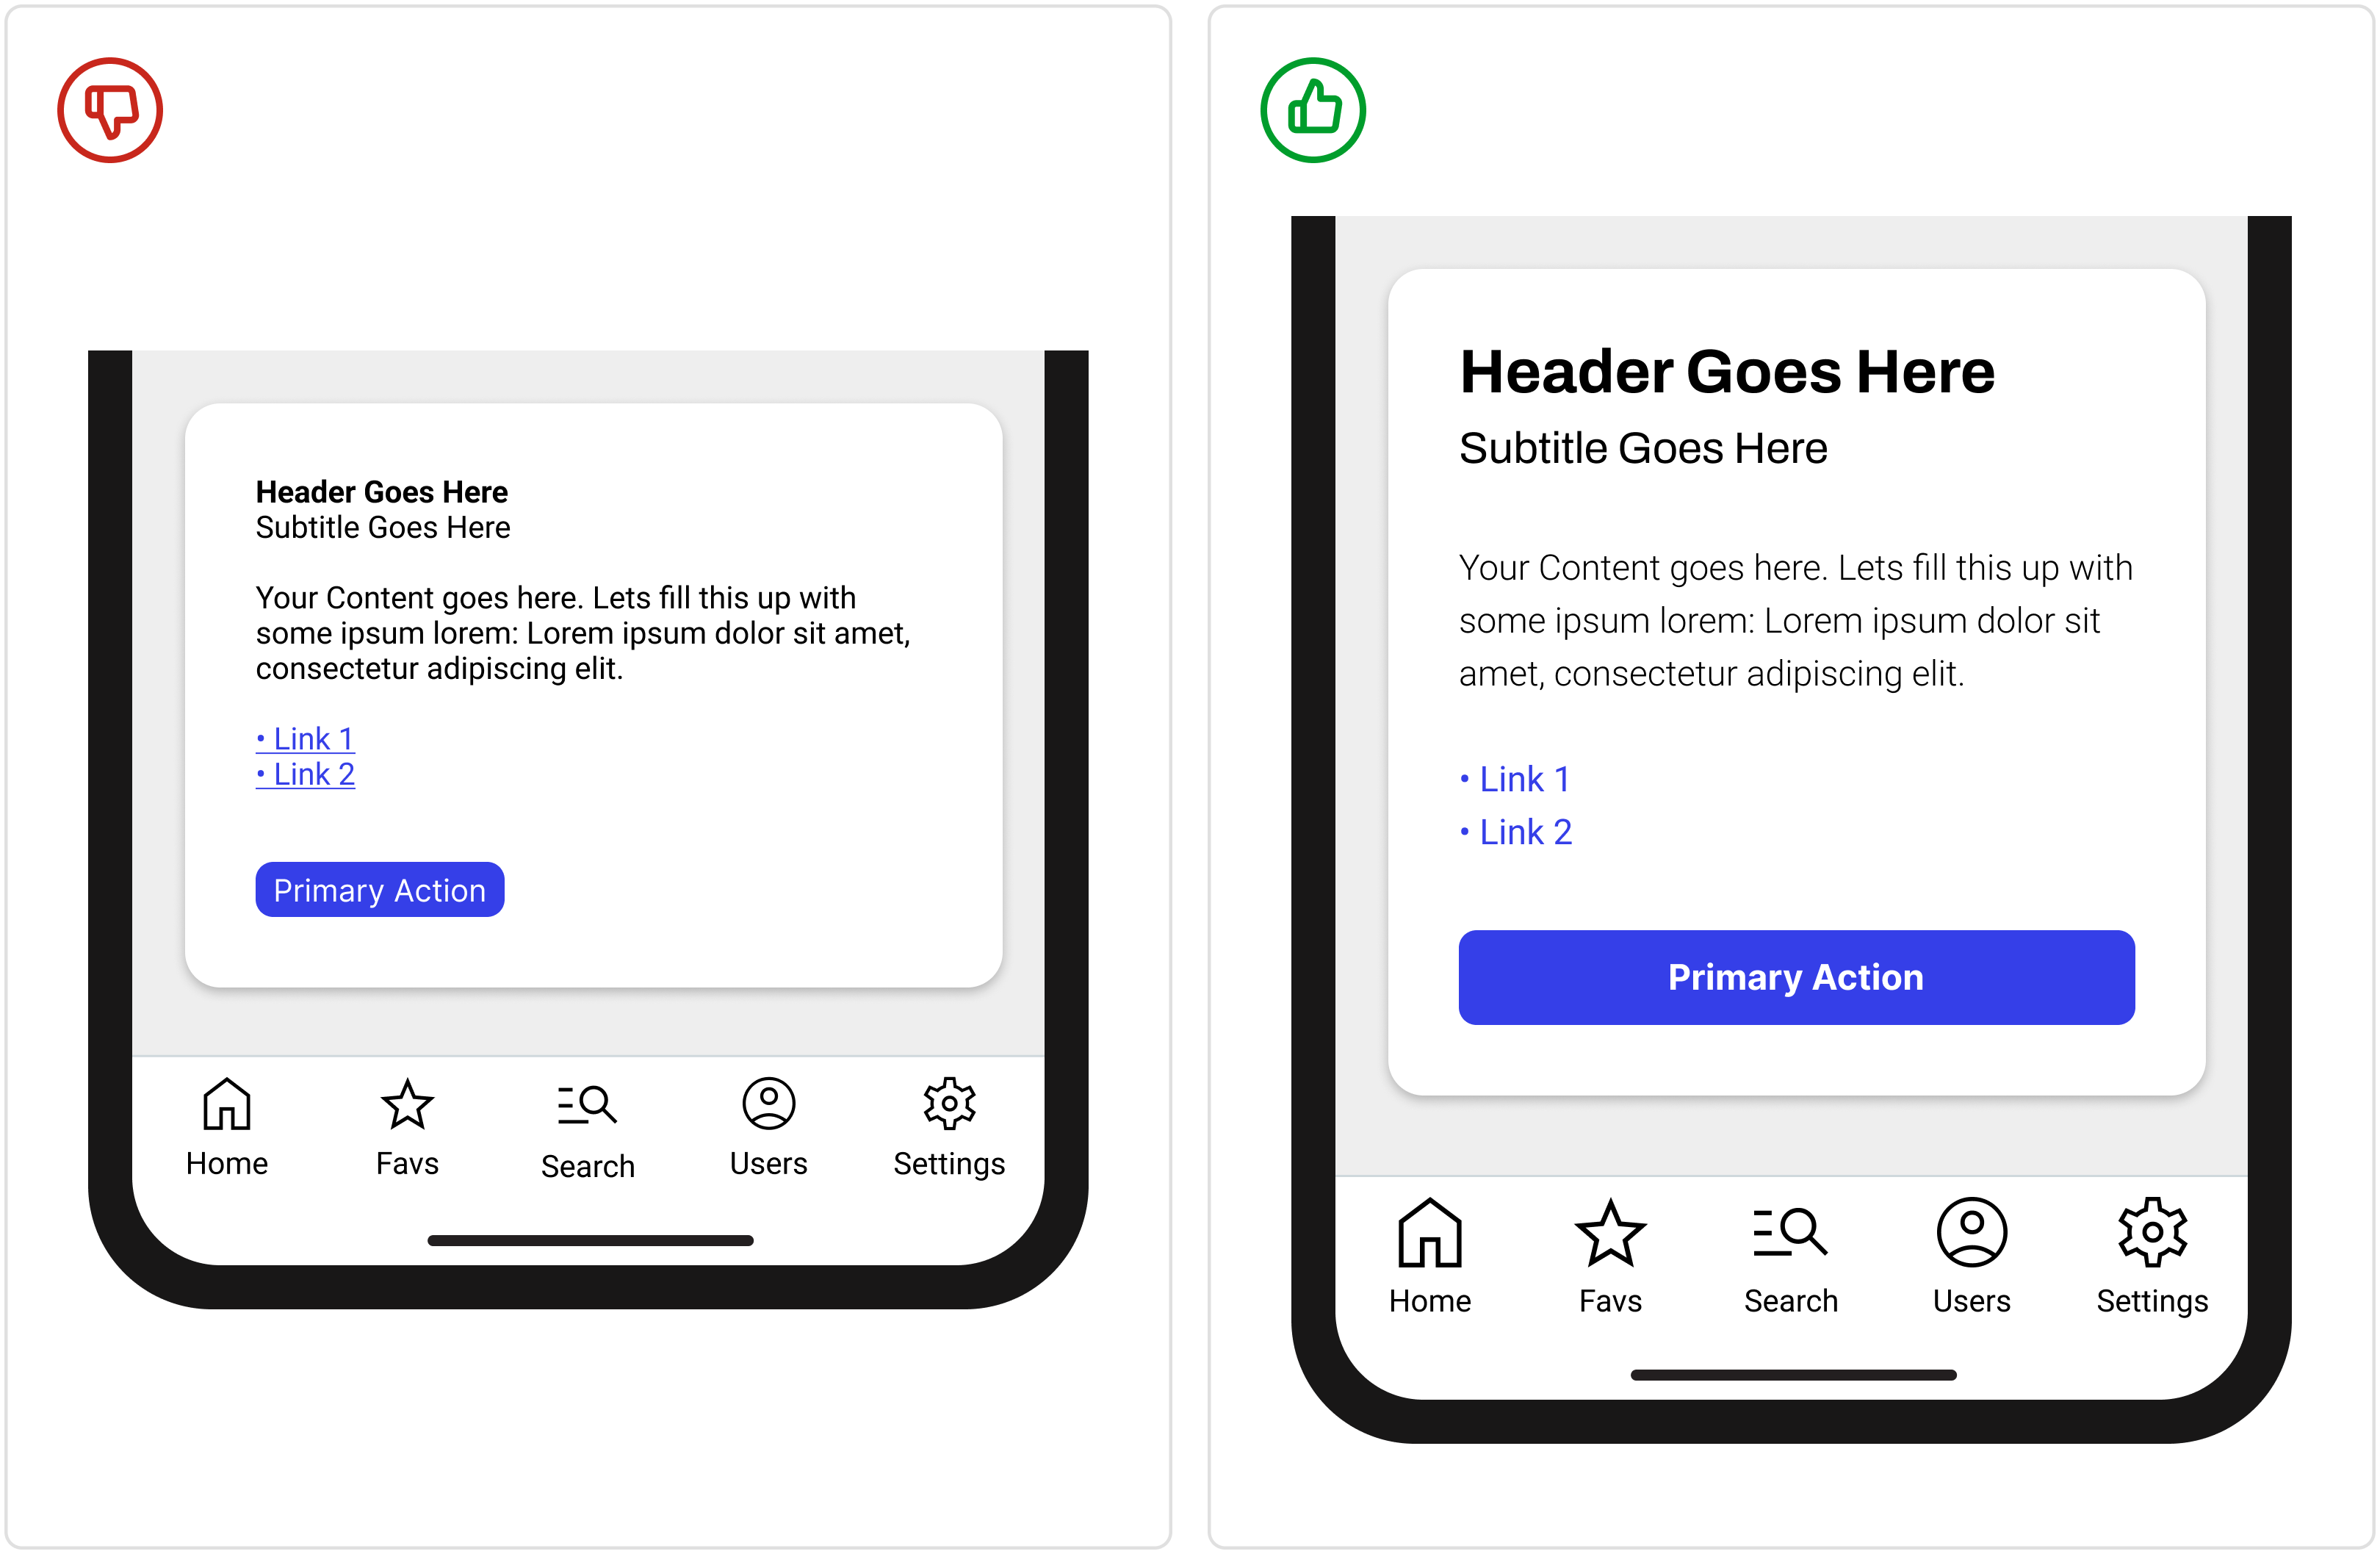 Header Goes Here
Subtitle Goes Here
Your Content goes here. Lets fill this up with
some ipsum lorem: Lorem ipsum dolor sit amet,
consectetur adipiscing elit.
• Link 1
• Link 2
Primary Action
Home
Favs
Search
Users
Settings
Header Goes Here
Subtitle Goes Here
Your Content goes here. Lets fill this up with
some ipsum lorem: Lorem ipsum dolor sit
amet, consectetur adipiscing elit.
• Link 1
• Link 2
Primary Action
Home
Favs
Search
Users
Settings